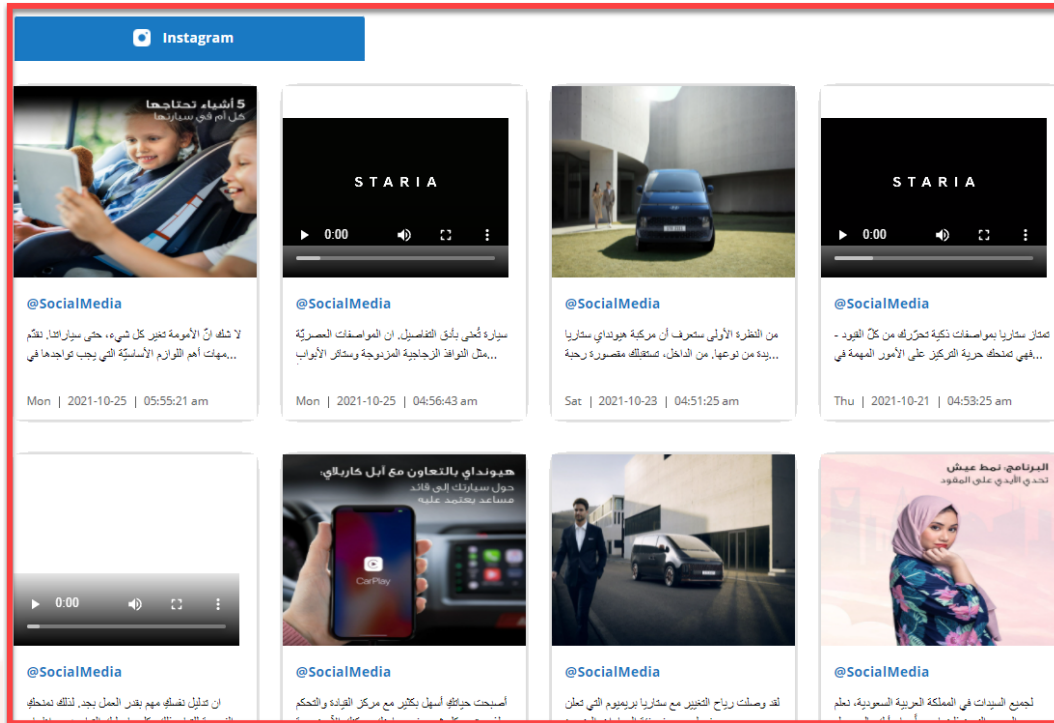 Instagram
5 أشياء تحتاجها
كل أم في سيارتها
STARIA
0:00
STARIA
0:00
@SocialMedia
@SocialMedia
@SocialMedia
@SocialMedia
لا شك انّ الأمومة تغير كل شيء، حتى سياراتنا. نقدّم
...مهات أهم اللوازم الأساسيّة التي يجب تواجدها في
سيارة تُعنى بأدق التفاصيل. ان المواصفات العصريّة
...مثل النوافذ الزجاجية المزدوجة وستائر الأبواب
من النظرة الأولى ستعرف أن مركبة هيونداي ستاريا
...يدة من نوعها. من الداخل، تستقبلك مقصورة رحبة
تمتاز ستاريا بمواصفات ذكية تحرّرك من كلّ القيود -
...فهي تمنحك حرية التركيز على الأمور المهمة في
Mon | 2021-10-25 | 05:55:21 am
Mon | 2021-10-25 | 04:56:43 am
Sat | 2021-10-23 | 04:51:25 am
Thu | 2021-10-21 | 04:53:25 am
0:00
هيونداي بالتعاون مع آبل كاربلاي:
حول سيارتك إلى قائد
مساعد يعتمد عليه
CarPlay
البرنامج: نمط عيش
تحدي الأيدي على المقود
@SocialMedia
@SocialMedia
@SocialMedia
@SocialMedia
ان تدليل نفسك مهم بقدر العمل بجد. لذلك نمنحك
أصبحت حياتك أسهل بكثير مع مركز القيادة والتحكم
لقد وصلت رياح التغيير مع ستاريا بريميوم التي تعلن
لجميع السيدات في المملكة العربية السعودية، نعلم